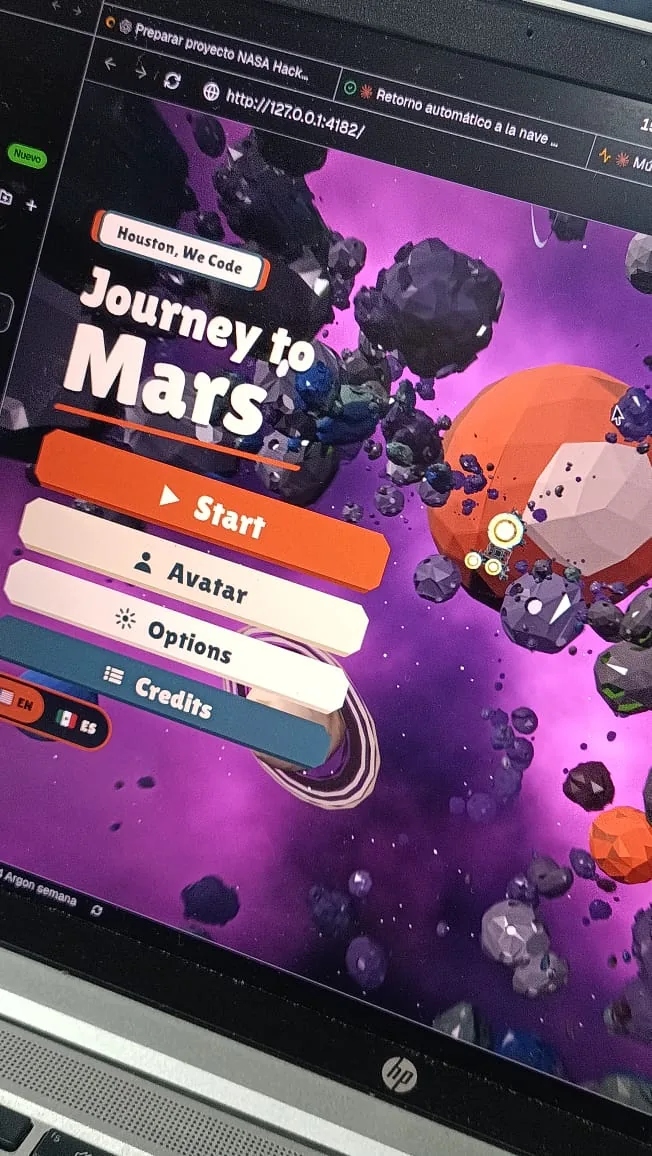 Preparar proyecto NASA Hack...
Retorno automático a la nave ...
Mú
http://127.0.0.1:4182/
Nuevo
Houston, We Code
Journey to
Mars
Start
Avatar
Options
Credits
EN
ES
Argon semana
hp